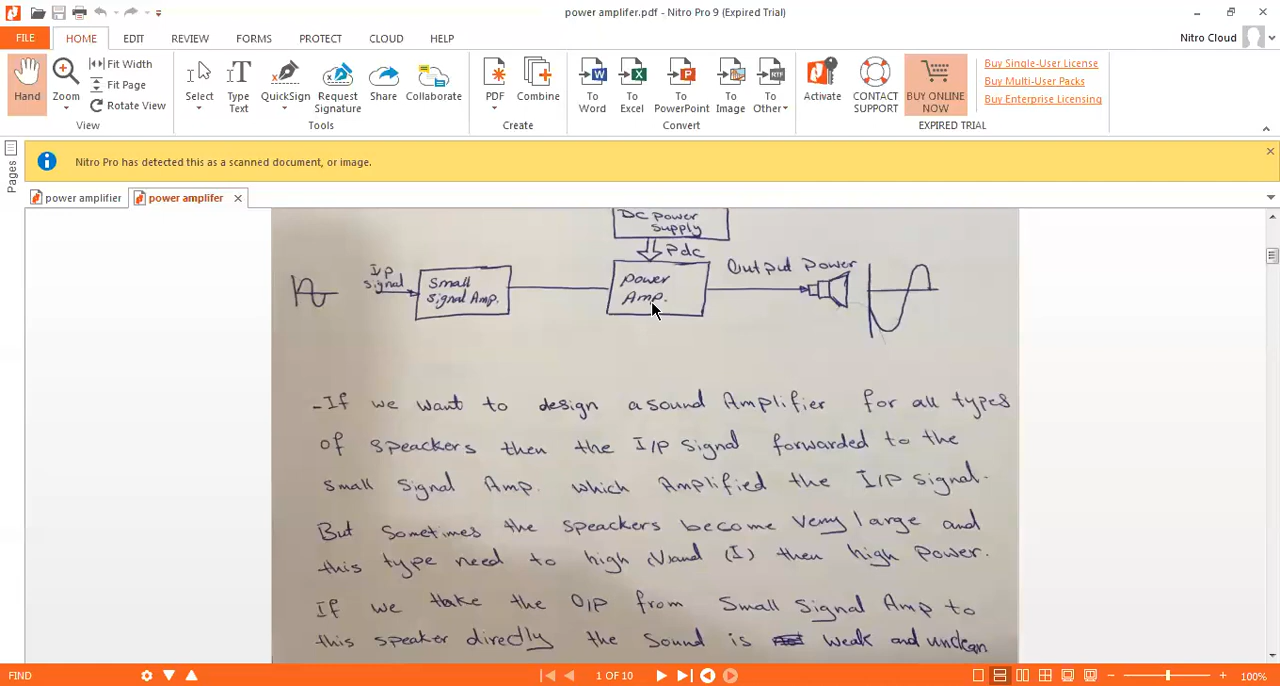 power amplifer.pdf - Nitro Pro 9 (Expired Trial)
FILE HOME EDIT REVIEW FORMS PROTECT CLOUD HELP
Nitro Cloud
Hand
Zoom
Fit Width
Fit Page
Rotate View
View
Select
Type Text
QuickSign
Request Signature
Share
Collaborate
Tools
PDF
Combine
Create
To Word
To Excel
To PowerPoint
To Image
To Other
Convert
Activate
CONTACT SUPPORT
BUY ONLINE NOW
Buy Single-User License
Buy Multi-User Packs
Buy Enterprise Licensing
EXPIRED TRIAL
Pages
Nitro Pro has detected this as a scanned document, or image.
power amplifier
power amplifer
DC power
supply
Pdc
I/P
signal
Small
Signal Amp.
power
Amp.
Output Power
-If we want to design asound Amplifier for all types
of speackers then the I/P signal forwarded to the
small signal Amp. which Amplified the I/P signal.
But sometimes the speackers become very large and
this type need to high (V)and (I) then high power.
If we take the O/P from small signal Amp to
this speaker directly the sound is weak and unclean
FIND
1 OF 10
100%